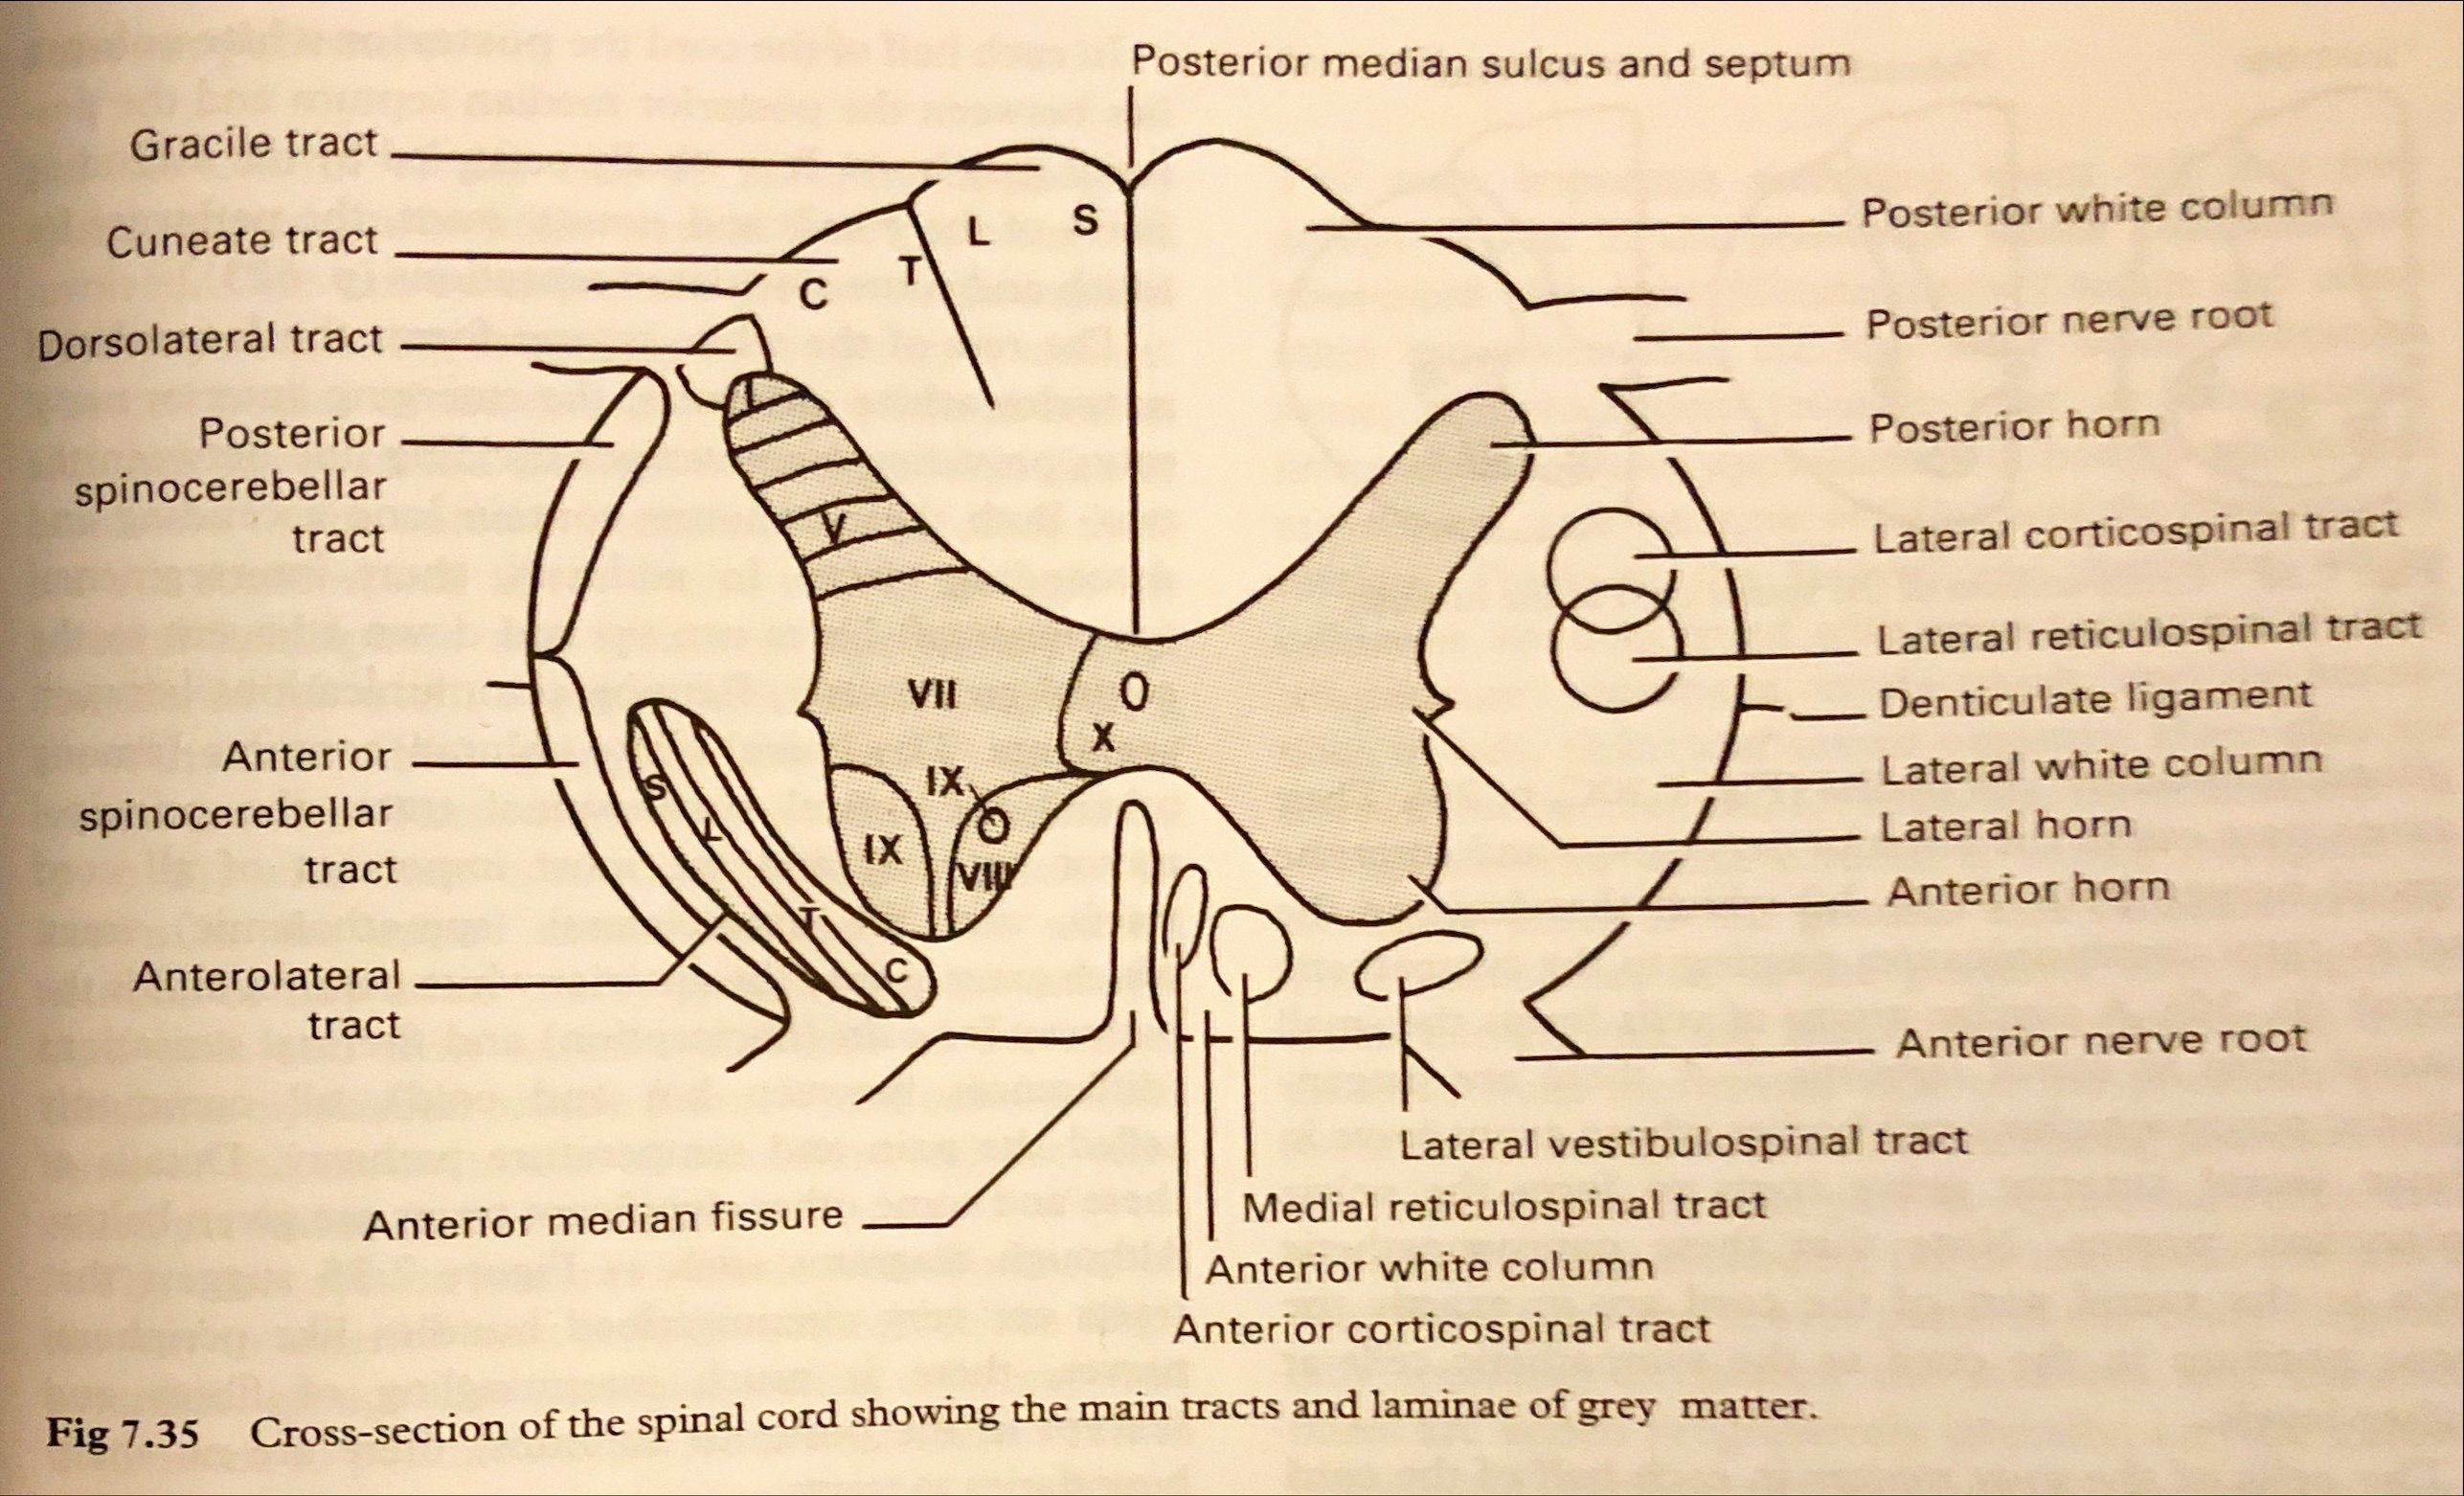 Posterior median sulcus and septum
Gracile tract
Cuneate tract
Dorsolateral tract
Posterior
spinocerebellar
tract
Anterior
spinocerebellar
tract
Anterolateral
tract
Anterior median fissure
L
S
T
C
I
V
VII
X
IX
IX
VIII
S
L
T
C
Posterior white column
Posterior nerve root
Posterior horn
Lateral corticospinal tract
Lateral reticulospinal tract
Denticulate ligament
Lateral white column
Lateral horn
Anterior horn
Anterior nerve root
Lateral vestibulospinal tract
Medial reticulospinal tract
Anterior white column
Anterior corticospinal tract
Fig 7.35 Cross-section of the spinal cord showing the main tracts and laminae of grey matter.